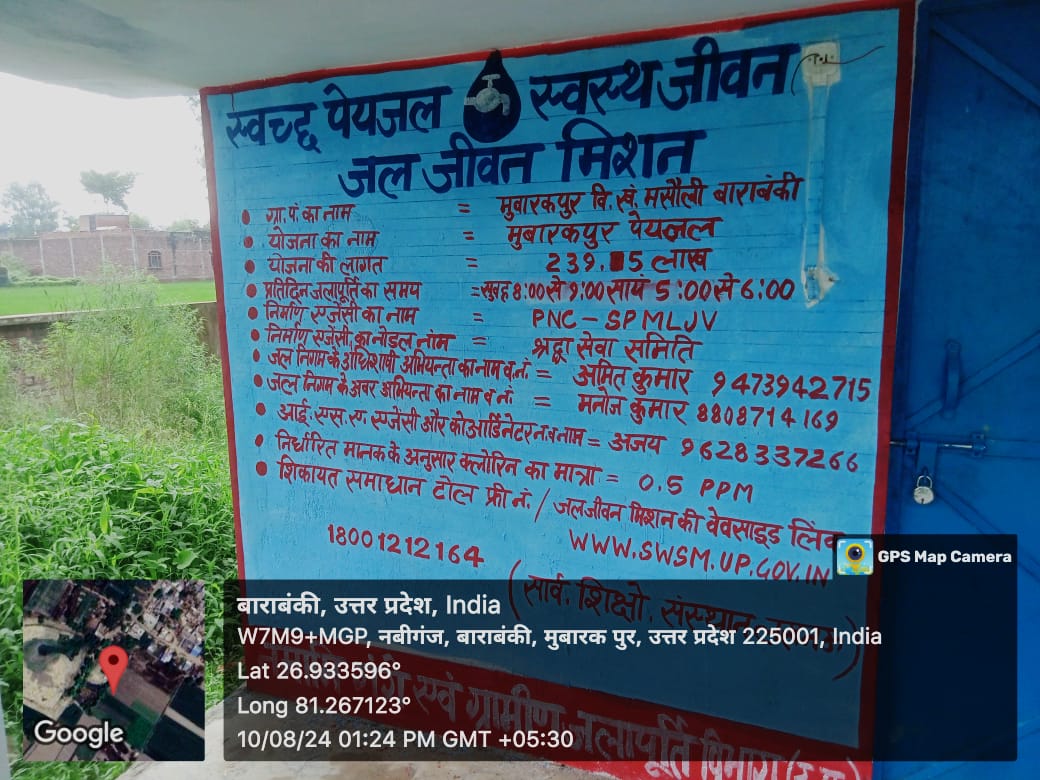 स्वच्छ पेयजल स्वस्थ जीवन
जल जीवन मिशन
ग्रा.पं. का नाम = मुबारकपुर वि. खं. मसौली बाराबंकी
योजना का नाम = मुबारकपुर पेयजल
योजना की लागत = 239. 5 लाख
प्रतिदिन जलापूर्ति का समय = सुबह 8:00 से 9:00 सायं 5:00 से 6:00
निर्माण एजेंसी का नाम = PNC-SPMLJV
निर्माण एजेंसी का नोडल नाम = श्रद्धा सेवा समिति
जल निगम के अधिशाषी अभियन्ता का नाम व नं = अमित कुमार 9473942715
जल निगम के अवर अभियन्ता का नाम व नं. = मनोज कुमार 8808714169
आई.एस.ए. एजेंसी और कोआर्डिनेटर न. व नाम = अजय 9628337266
निर्धारित मानक के अनुसार क्लोरिन का मात्रा = 0.5 PPM
शिकायत समाधान टोल फ्री नं. / जल जीवन मिशन की वेवसाइड लिंक
18001212164 WWW.SWSM.UP.GOV.IN
(सार्व. शिक्षो. संस्थान
एवं ग्रामीण जलापूर्ति विभाग
GPS Map Camera
बाराबंकी, उत्तर प्रदेश, India
W7M9+MGP, नबीगंज, बाराबंकी, मुबारक पुर, उत्तर प्रदेश 225001, India
Lat 26.933596°
Long 81.267123°
10/08/24 01:24 PM GMT +05:30
Google